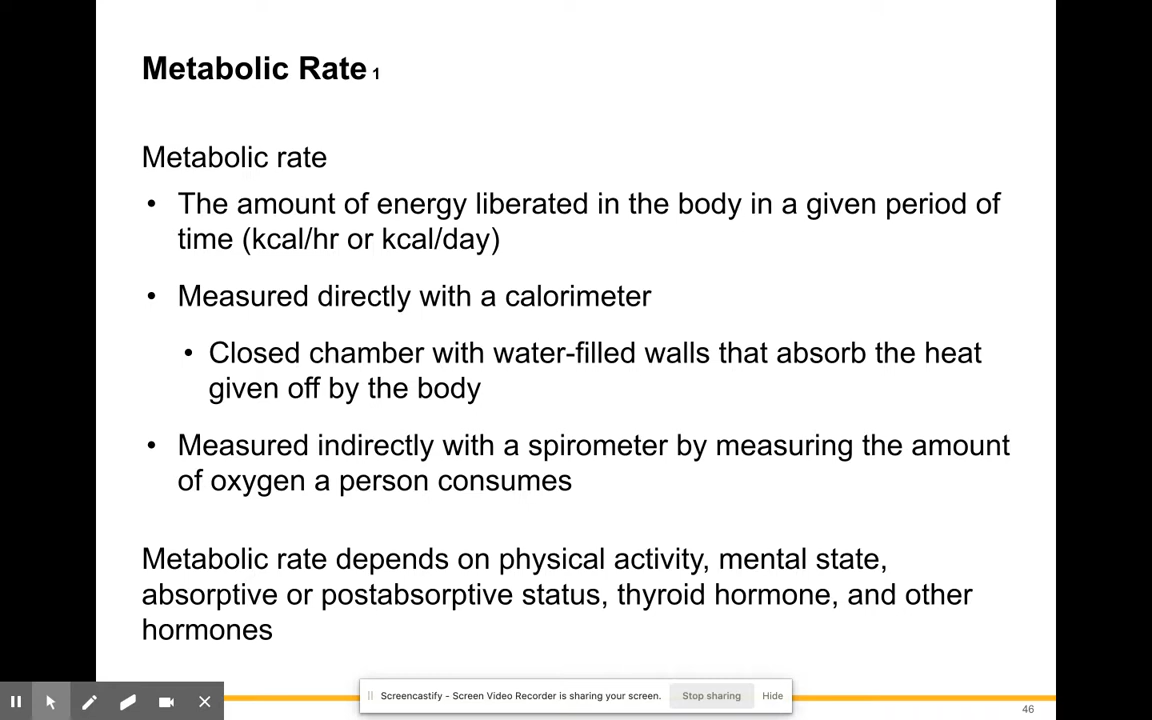 Metabolic Rate 1
Metabolic rate
• The amount of energy liberated in the body in a given period of
time (kcal/hr or kcal/day)
• Measured directly with a calorimeter
• Closed chamber with water-filled walls that absorb the heat
given off by the body
• Measured indirectly with a spirometer by measuring the amount
of oxygen a person consumes
Metabolic rate depends on physical activity, mental state,
absorptive or postabsorptive status, thyroid hormone, and other
hormones
Screencastify - Screen Video Recorder is sharing your screen. Stop sharing Hide
46